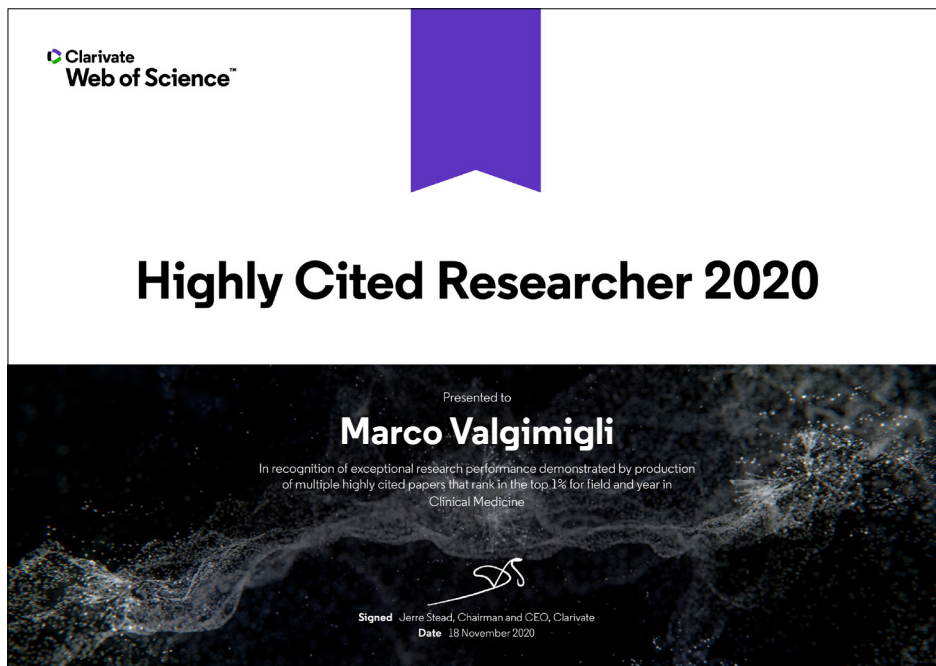 Clarivate
Web of Science™
Highly Cited Researcher 2020
Presented to
Marco Valgimigli
In recognition of exceptional research performance demonstrated by production
of multiple highly cited papers that rank in the top 1% for field and year in
Clinical Medicine
Signed Jerre Stead, Chairman and CEO, Clarivate
Date 18 November 2020